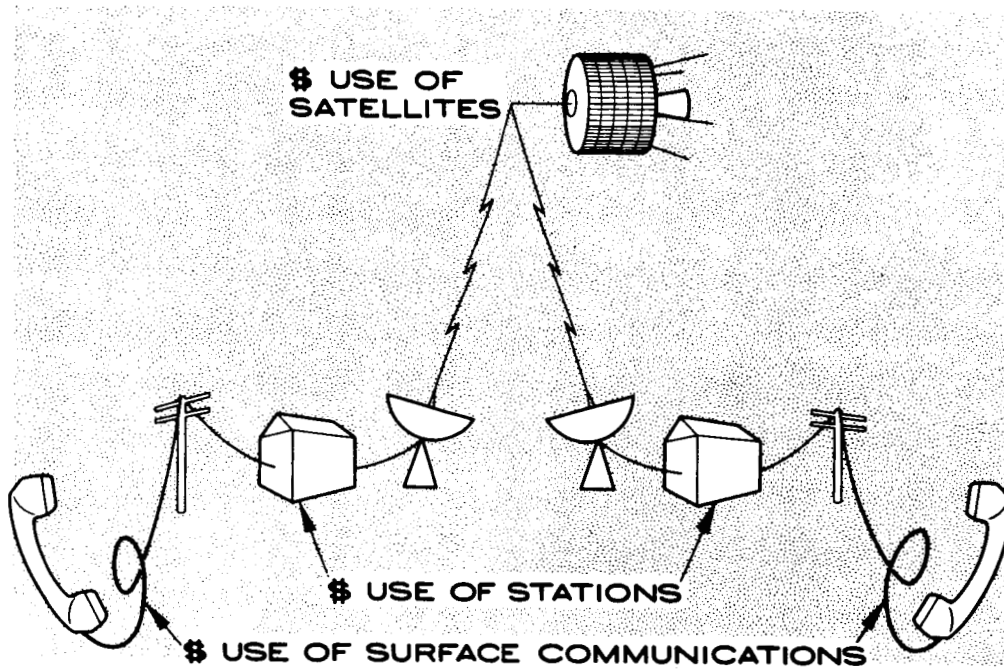 $ USE OF
SATELLITES
$ USE OF STATIONS
$ USE OF SURFACE COMMUNICATIONS